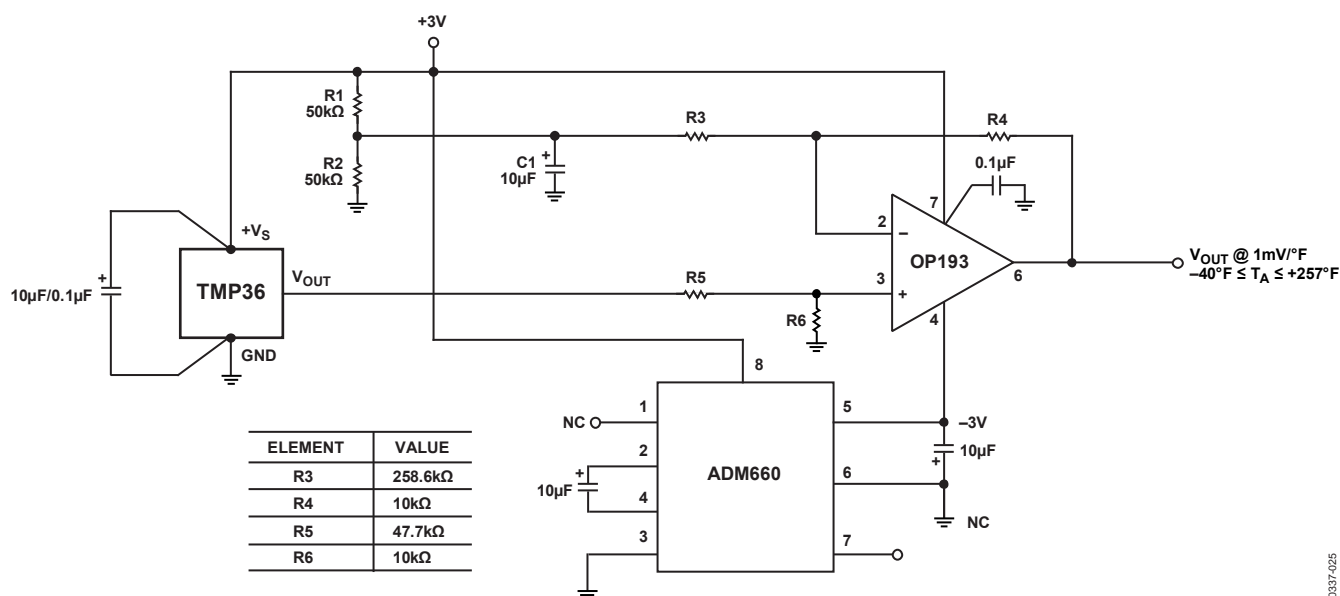 +3V
R1
50kΩ
R2
50kΩ
C1
+
10µF
R3
R4
0.1µF
7
2
–
OP193
6
3
+
4
VOUT @ 1mV/°F
–40°F ≤ TA ≤ +257°F
+VS
+
10µF/0.1µF
TMP36
VOUT
GND
R5
R6
8
NC
1
2
+
10µF
4
3
ADM660
5
–3V
10µF
+
6
NC
7
ELEMENT VALUE
R3 258.6kΩ
R4 10kΩ
R5 47.7kΩ
R6 10kΩ
0337-025